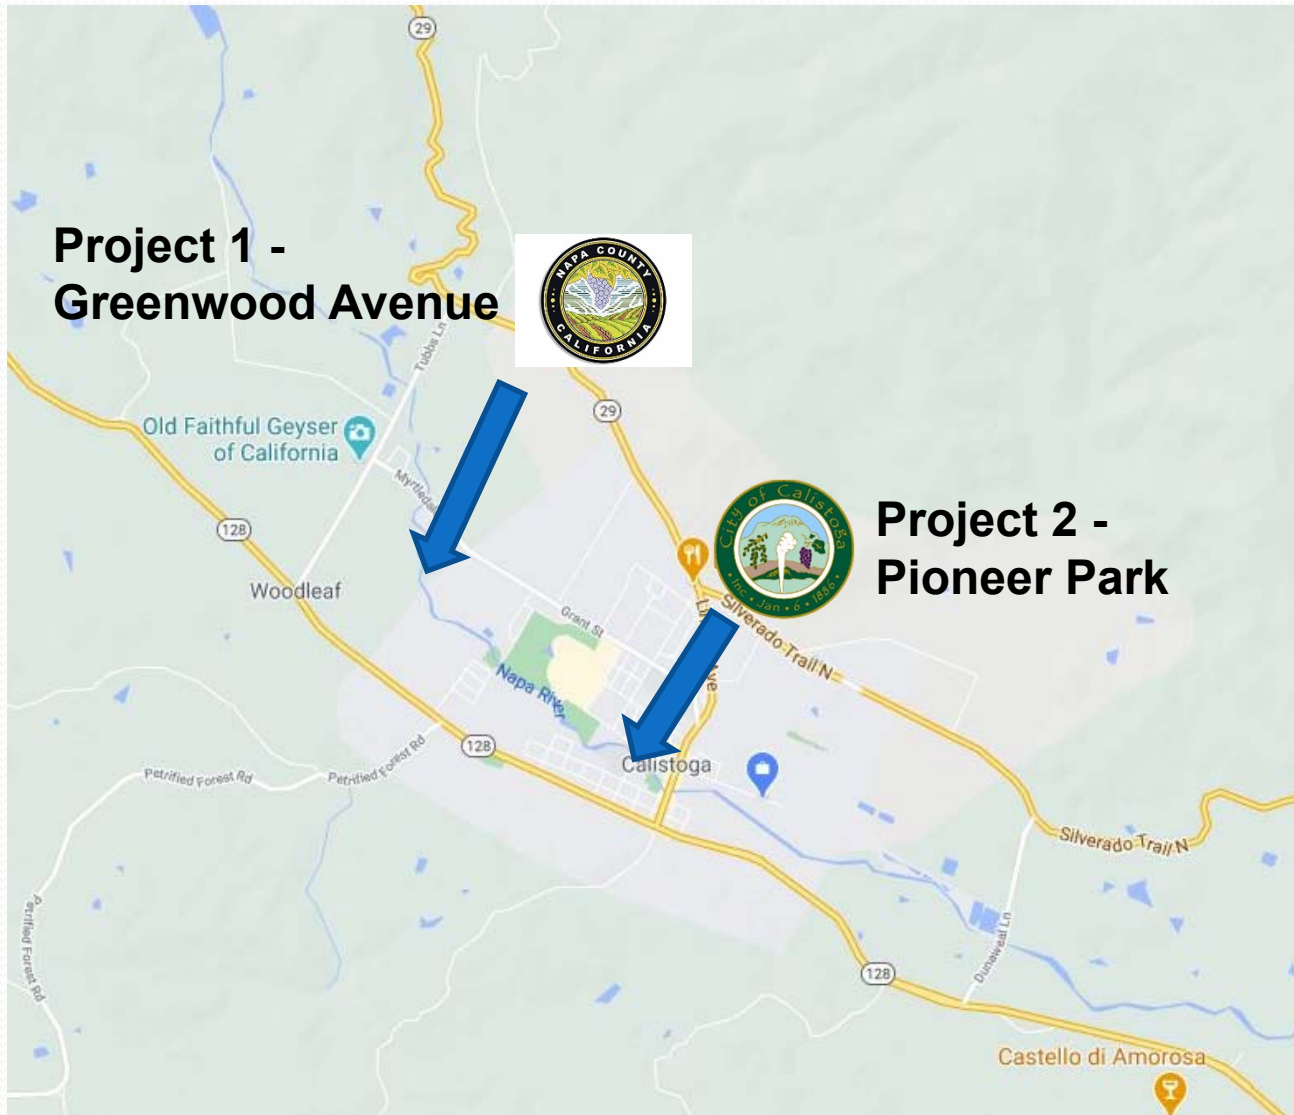 29
Project 1 -
Greenwood Avenue
NAPA COUNTY
CALIFORNIA
Tubbs Ln
29
Old Faithful Geyser
of California
128
Woodleaf
City of Calistoga
Inc • Jan • 6 • 1886
Project 2 -
Pioneer Park
Silverado Trail N
Grant St
Ave
Napa River
128
Petrified Forest Rd
Petrified Forest Rd
Calistoga
Silverado Trail N
Petrified Forest Rd
Dunaweal Ln
128
Castello di Amorosa